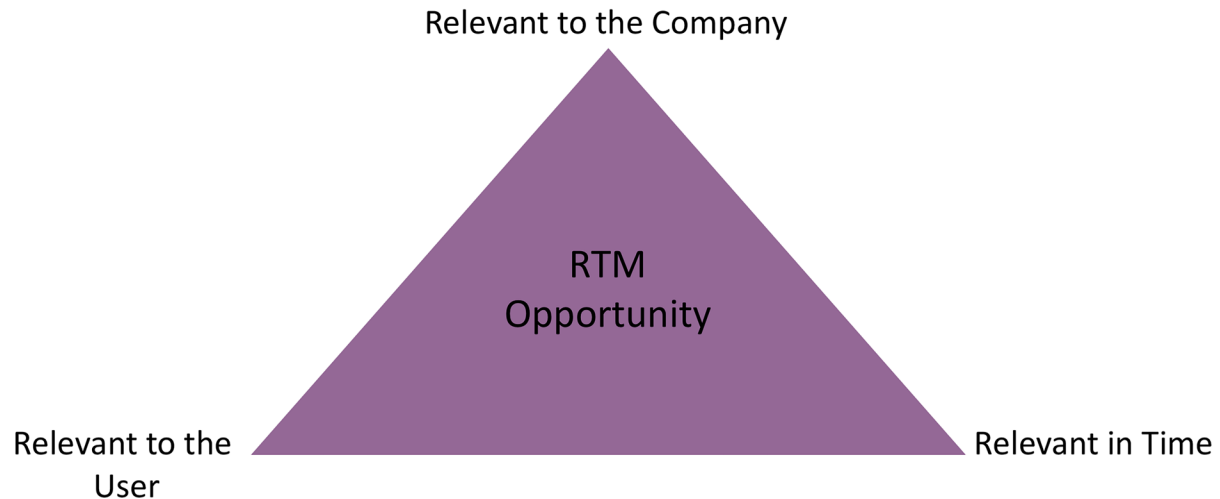 Relevant to the Company
RTM
Opportunity
Relevant to the
User
Relevant in Time